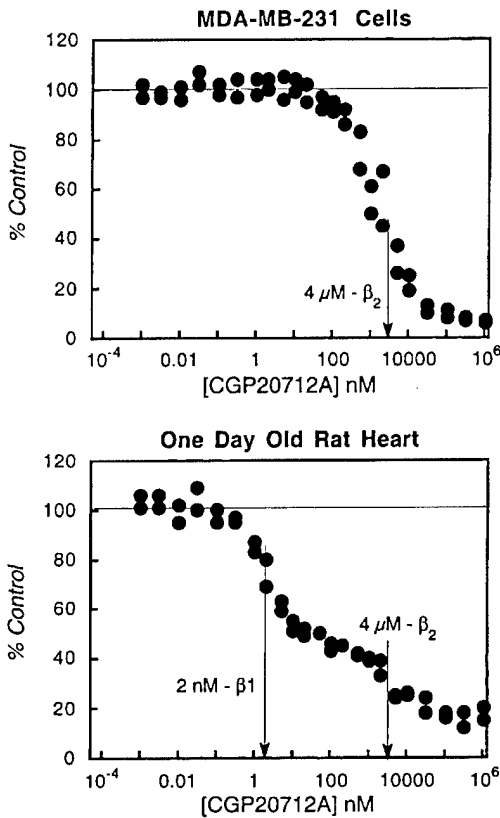 MDA-MB-231 Cells
120
100
80
60
40
20
0
% Control
4 µM - β₂
10⁻⁴ 0.01 1 100 10000 10⁶
[CGP20712A] nM
One Day Old Rat Heart
120
100
80
60
40
20
0
% Control
4 µM - β₂
2 nM - β1
10⁻⁴ 0.01 1 100 10000 10⁶
[CGP20712A] nM